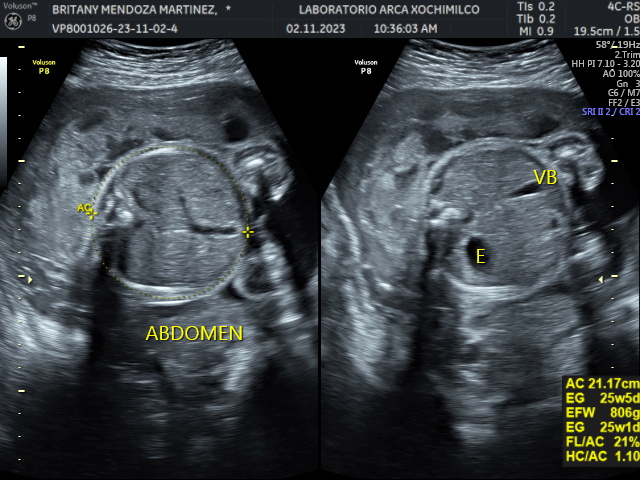 Voluson™
P8
BRITANY MENDOZA MARTINEZ, *
LABORATORIO ARCA XOCHIMILCO
TIs 0.2
4C-RS
TIb 0.2
OB
VP8001026-23-11-02-4
02.11.2023
10:36:03 AM
MI 0.9
19.5cm / 1.5
58°/19Hz
2.Trim
HH PI 7.10 - 3.20
AO 100%
Gn 3
C6 / M7
FF2 / E3
SRI II 2 / CRI 2
Voluson
P8
Voluson
P8
AC
ABDOMEN
VB
E
AC 21.17cm
EG 25w5d
EFW 806g
EG 25w1d
FL/AC 21%
HC/AC 1.10